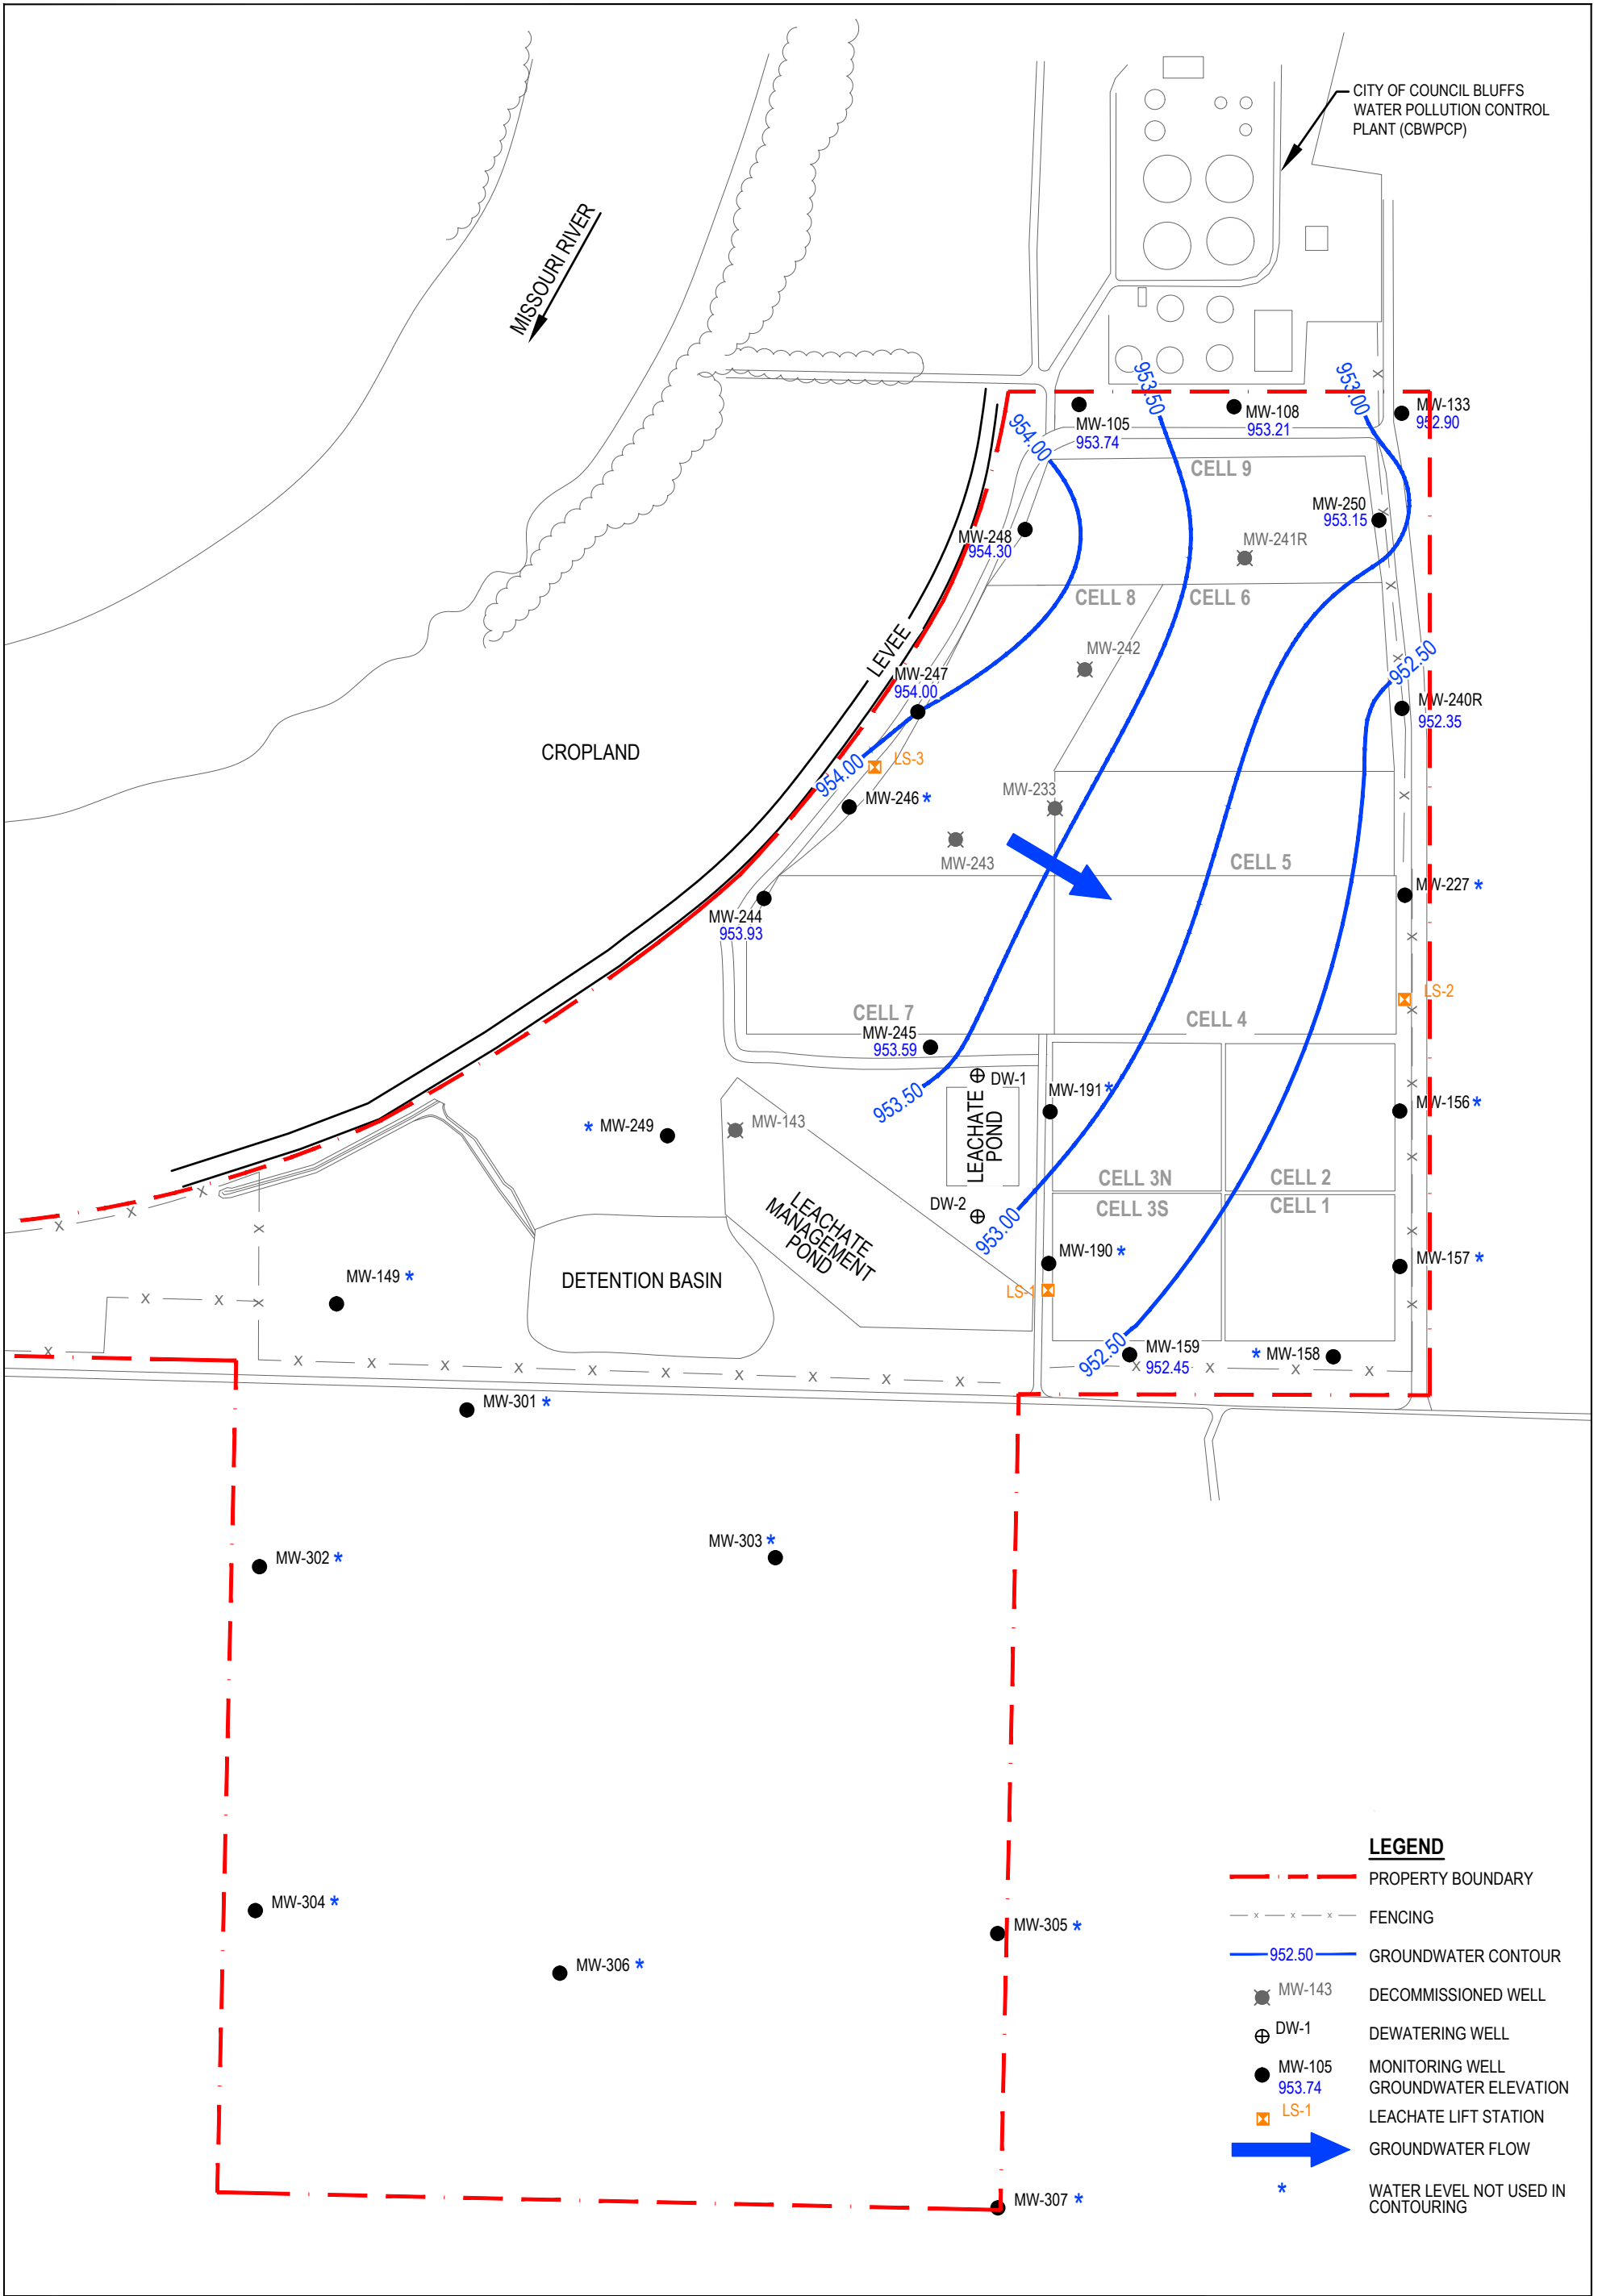 CITY OF COUNCIL BLUFFS
WATER POLLUTION CONTROL
PLANT (CBWPCP)
MISSOURI RIVER
953.50
953.00
954.00
MW-105
953.74
MW-108
953.21
MW-133
952.90
CELL 9
MW-250
953.15
MW-248
954.30
MW-241R
CELL 8
CELL 6
LEVEE
MW-242
952.50
MW-247
954.00
MW-240R
952.35
CROPLAND
954.00
LS-3
MW-246 *
MW-233
MW-243
CELL 5
MW-227 *
MW-244
953.93
LS-2
CELL 7
CELL 4
MW-245
953.59
953.50
DW-1
LEACHATE
POND
MW-191 *
MW-156 *
* MW-249
MW-143
CELL 3N
CELL 2
CELL 3S
CELL 1
DW-2
LEACHATE
MANAGEMENT
POND
953.00
MW-190 *
MW-157 *
MW-149 *
DETENTION BASIN
LS-1
952.50
MW-159
952.45
* MW-158
MW-301 *
MW-302 *
MW-303 *
MW-304 *
MW-305 *
MW-306 *
MW-307 *
LEGEND
PROPERTY BOUNDARY
x x x FENCING
952.50 GROUNDWATER CONTOUR
MW-143 DECOMMISSIONED WELL
DW-1 DEWATERING WELL
MW-105 MONITORING WELL
953.74 GROUNDWATER ELEVATION
LS-1 LEACHATE LIFT STATION
GROUNDWATER FLOW
* WATER LEVEL NOT USED IN
CONTOURING